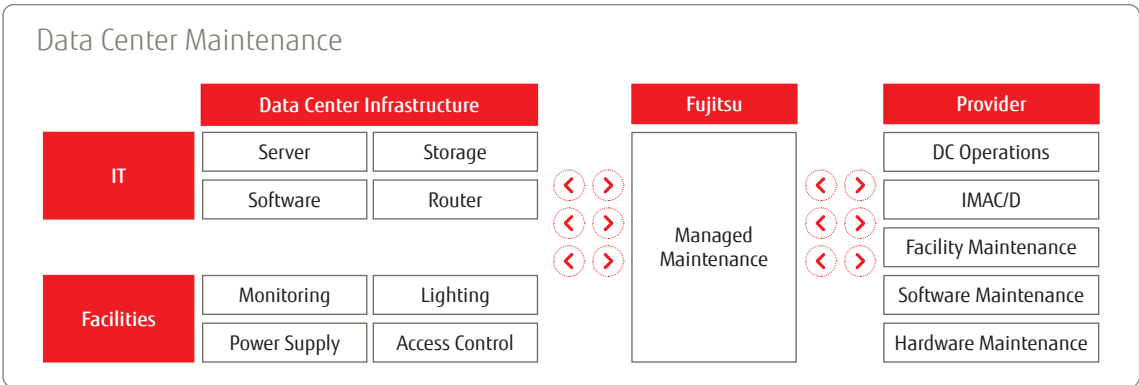 Data Center Maintenance
Data Center Infrastructure
Fujitsu
Provider
IT
Server
Storage
Software
Router
Facilities
Monitoring
Lighting
Power Supply
Access Control
Managed
Maintenance
DC Operations
IMAC/D
Facility Maintenance
Software Maintenance
Hardware Maintenance